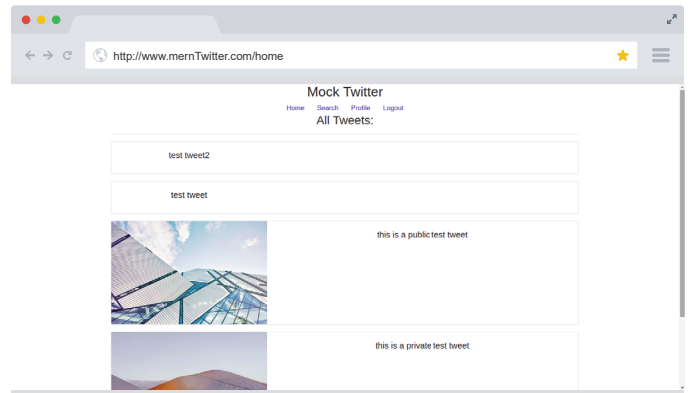 http://www.mernTwitter.com/home
Mock Twitter
Home Search Profile Logout
All Tweets:
test tweet2
test tweet
this is a public test tweet
this is a private test tweet